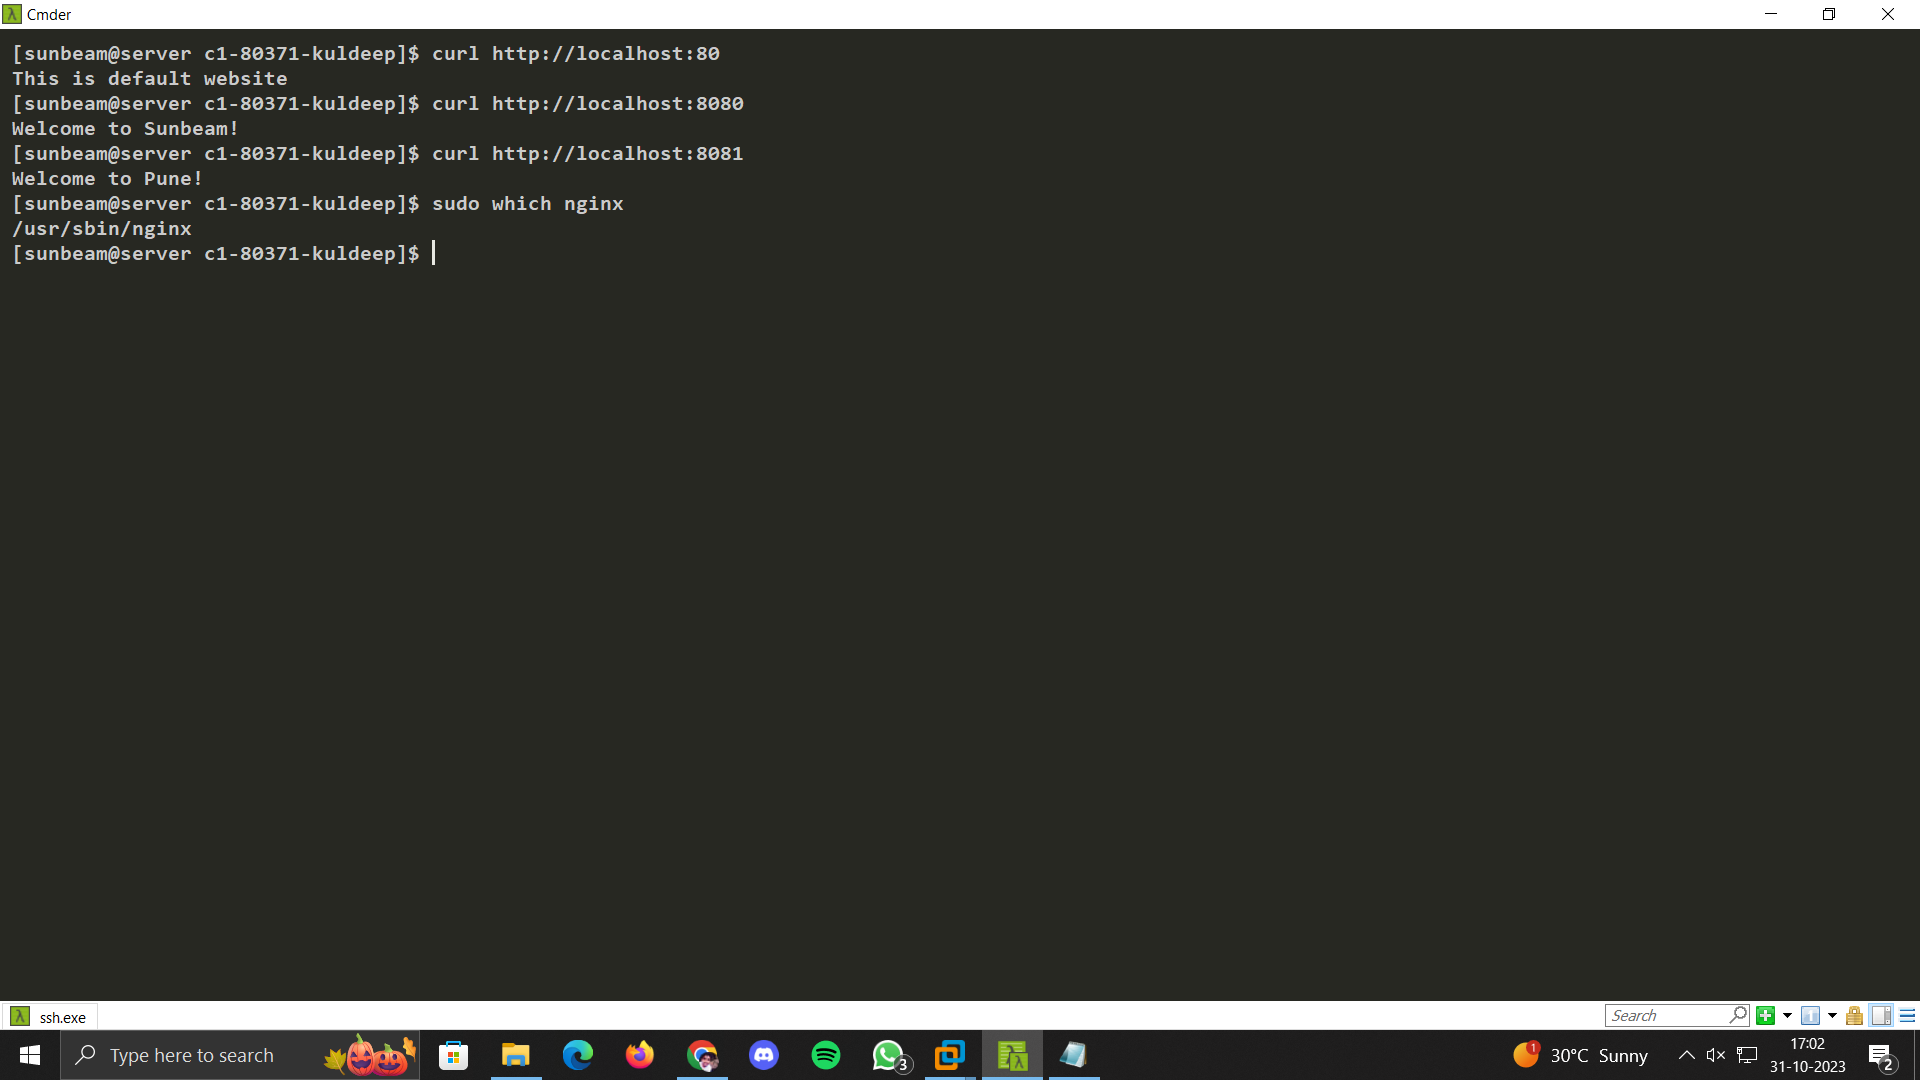 Cmder
[sunbeam@server c1-80371-kuldeep]$ curl http://localhost:80
This is default website
[sunbeam@server c1-80371-kuldeep]$ curl http://localhost:8080
Welcome to Sunbeam!
[sunbeam@server c1-80371-kuldeep]$ curl http://localhost:8081
Welcome to Pune!
[sunbeam@server c1-80371-kuldeep]$ sudo which nginx
/usr/sbin/nginx
[sunbeam@server c1-80371-kuldeep]$
ssh.exe
Search
Type here to search
3
1
30°C Sunny
17:02
31-10-2023
2